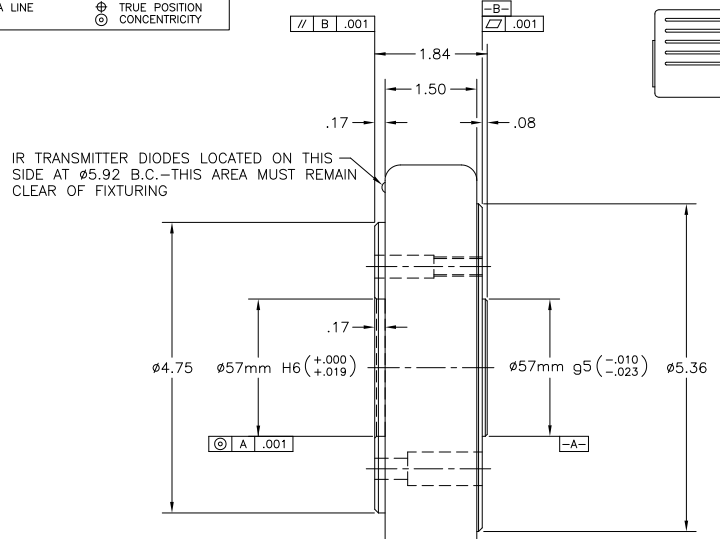 A LINE
⌖ TRUE POSITION
◎ CONCENTRICITY
// B .001
-B-
⏥ .001
1.84
1.50
.17
.08
IR TRANSMITTER DIODES LOCATED ON THIS
SIDE AT ø5.92 B.C.-THIS AREA MUST REMAIN
CLEAR OF FIXTURING
.17
ø4.75
ø57mm H6(+.000 +.019)
ø57mm g5(-.010 -.023)
ø5.36
◎ A .001
-A-